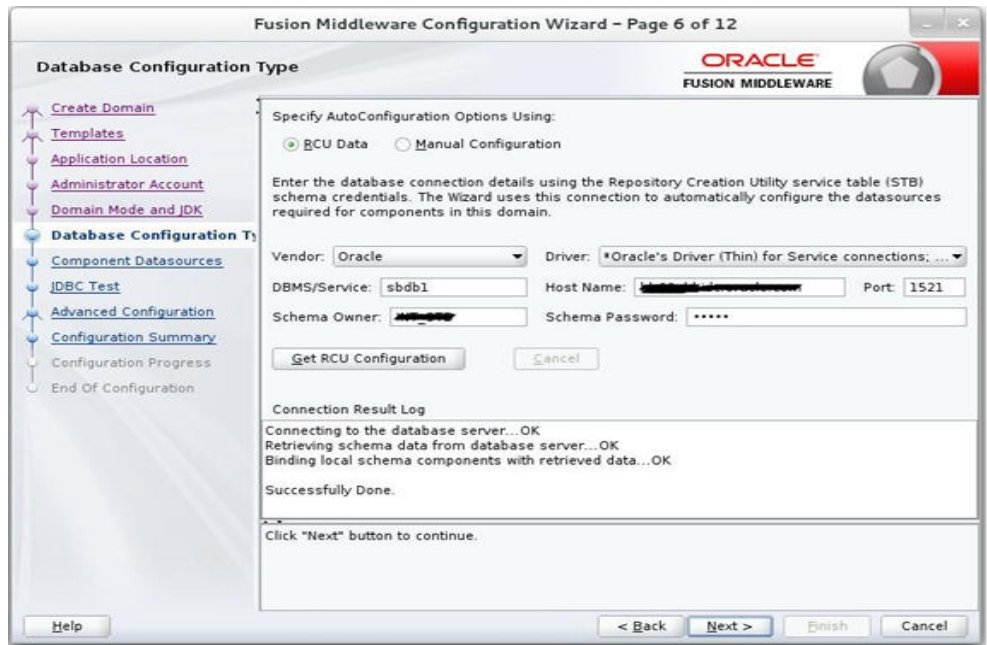 Fusion Middleware Configuration Wizard – Page 6 of 12
Database Configuration Type
ORACLE
FUSION MIDDLEWARE
Create Domain
Templates
Application Location
Administrator Account
Domain Mode and JDK
Database Configuration Ty
Component Datasources
JDBC Test
Advanced Configuration
Configuration Summary
Configuration Progress
End Of Configuration
Specify AutoConfiguration Options Using:
RCU Data Manual Configuration
Enter the database connection details using the Repository Creation Utility service table (STB)
schema credentials. The Wizard uses this connection to automatically configure the datasources
required for components in this domain.
Vendor: Oracle Driver: *Oracle's Driver (Thin) for Service connections; ...
DBMS/Service: sbdb1 Host Name: Port: 1521
Schema Owner: Schema Password: •••••
Get RCU Configuration Cancel
Connection Result Log
Connecting to the database server...OK
Retrieving schema data from database server...OK
Binding local schema components with retrieved data...OK
Successfully Done.
Click "Next" button to continue.
Help < Back Next > Finish Cancel